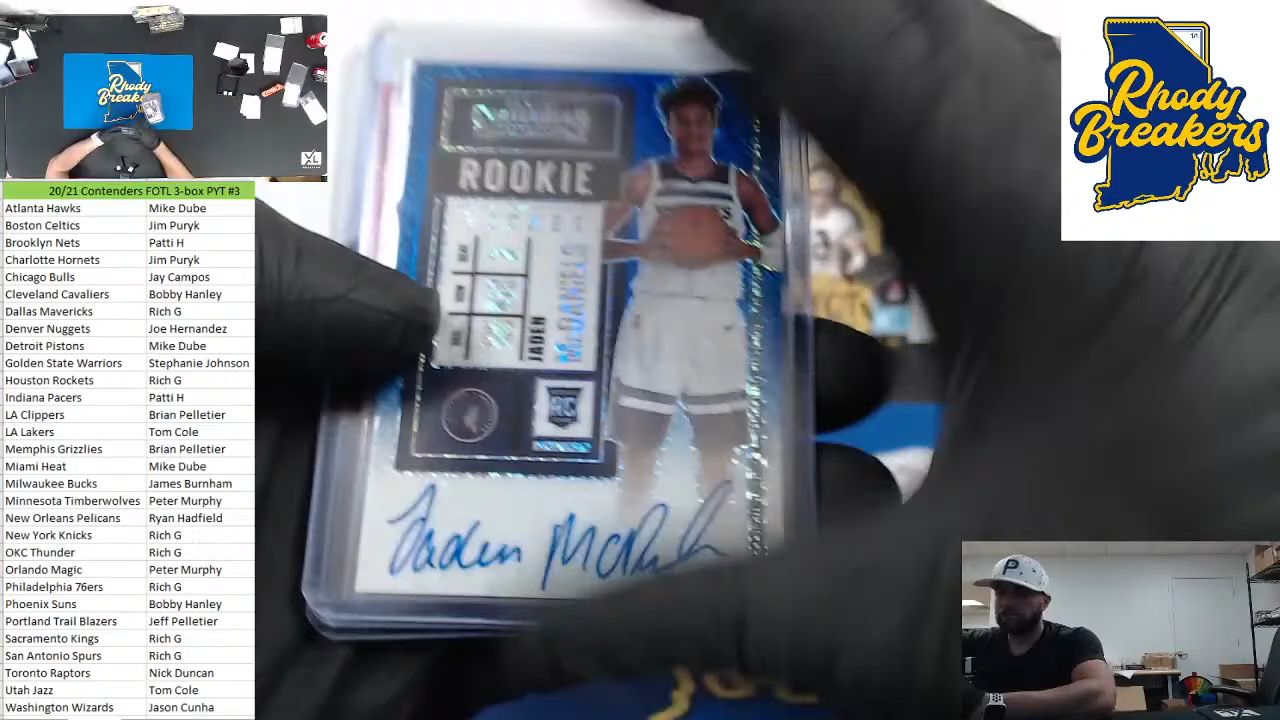 Rhody
Breakers
XL
20/21 Contenders FOTL 3-box PYT #3
Atlanta Hawks Mike Dube
Boston Celtics Jim Puryk
Brooklyn Nets Patti H
Charlotte Hornets Jim Puryk
Chicago Bulls Jay Campos
Cleveland Cavaliers Bobby Hanley
Dallas Mavericks Rich G
Denver Nuggets Joe Hernandez
Detroit Pistons Mike Dube
Golden State Warriors Stephanie Johnson
Houston Rockets Rich G
Indiana Pacers Patti H
LA Clippers Brian Pelletier
LA Lakers Tom Cole
Memphis Grizzlies Brian Pelletier
Miami Heat Mike Dube
Milwaukee Bucks James Burnham
Minnesota Timberwolves Peter Murphy
New Orleans Pelicans Ryan Hadfield
New York Knicks Rich G
OKC Thunder Rich G
Orlando Magic Peter Murphy
Philadelphia 76ers Rich G
Phoenix Suns Bobby Hanley
Portland Trail Blazers Jeff Pelletier
Sacramento Kings Rich G
San Antonio Spurs Rich G
Toronto Raptors Nick Duncan
Utah Jazz Tom Cole
Washington Wizards Jason Cunha
ROOKIE
JADEN
McDANIELS
RC
Jaden
Rhody
Breakers
1/1
P